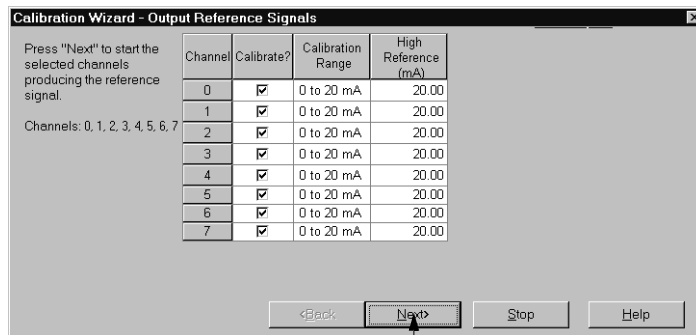 Calibration Wizard - Output Reference Signals
Press "Next" to start the
selected channels
producing the reference
signal.
Channels: 0, 1, 2, 3, 4, 5, 6, 7
Channel Calibrate? Calibration Range High Reference (mA)
0 0 to 20 mA 20.00
1 0 to 20 mA 20.00
2 0 to 20 mA 20.00
3 0 to 20 mA 20.00
4 0 to 20 mA 20.00
5 0 to 20 mA 20.00
6 0 to 20 mA 20.00
7 0 to 20 mA 20.00
<Back Next> Stop Help